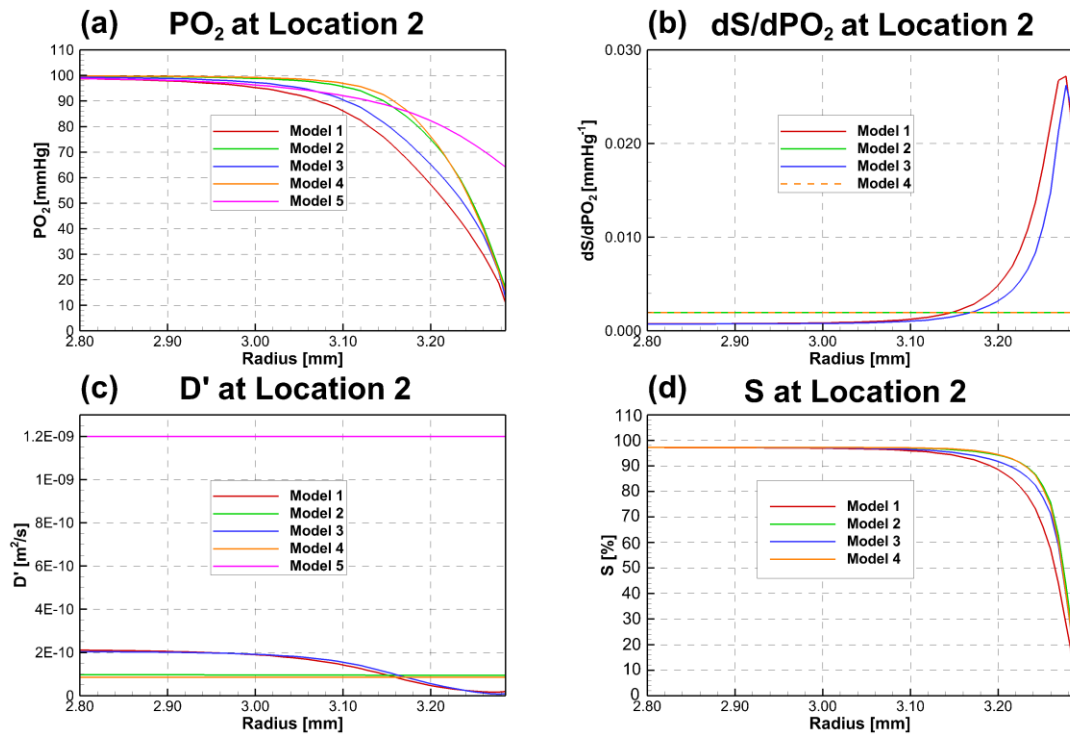 (a) PO₂ at Location 2
110
100
90
80
70
60
50
40
30
20
10
0
PO₂ [mmHg]
Model 1
Model 2
Model 3
Model 4
Model 5
2.80 2.90 3.00 3.10 3.20
Radius [mm]
(b) dS/dPO₂ at Location 2
0.030
0.020
0.010
0.000
dS/dPO₂ [mmHg⁻¹]
Model 1
Model 2
Model 3
Model 4
2.80 2.90 3.00 3.10 3.20
Radius [mm]
(c) D' at Location 2
1.2E-09
1E-09
8E-10
6E-10
4E-10
2E-10
0
D' [m²/s]
Model 1
Model 2
Model 3
Model 4
Model 5
2.80 2.90 3.00 3.10 3.20
Radius [mm]
(d) S at Location 2
110
100
90
80
70
60
50
40
30
20
10
0
S [%]
Model 1
Model 2
Model 3
Model 4
2.80 2.90 3.00 3.10 3.20
Radius [mm]